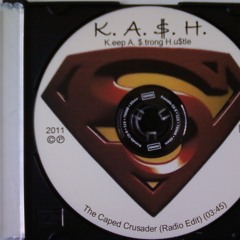 K. A. $. H.
K.eep A. $.trong H.u$tle
2011
©℗
The Caped Crusader (Radio Edit) (03:45)